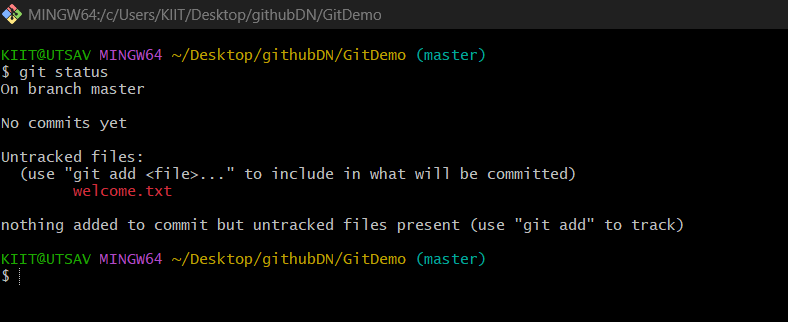 MINGW64:/c/Users/KIIT/Desktop/githubDN/GitDemo
KIIT@UTSAV MINGW64 ~/Desktop/githubDN/GitDemo (master)
$ git status
On branch master
No commits yet
Untracked files:
  (use "git add <file>..." to include in what will be committed)
        welcome.txt
nothing added to commit but untracked files present (use "git add" to track)
KIIT@UTSAV MINGW64 ~/Desktop/githubDN/GitDemo (master)
$